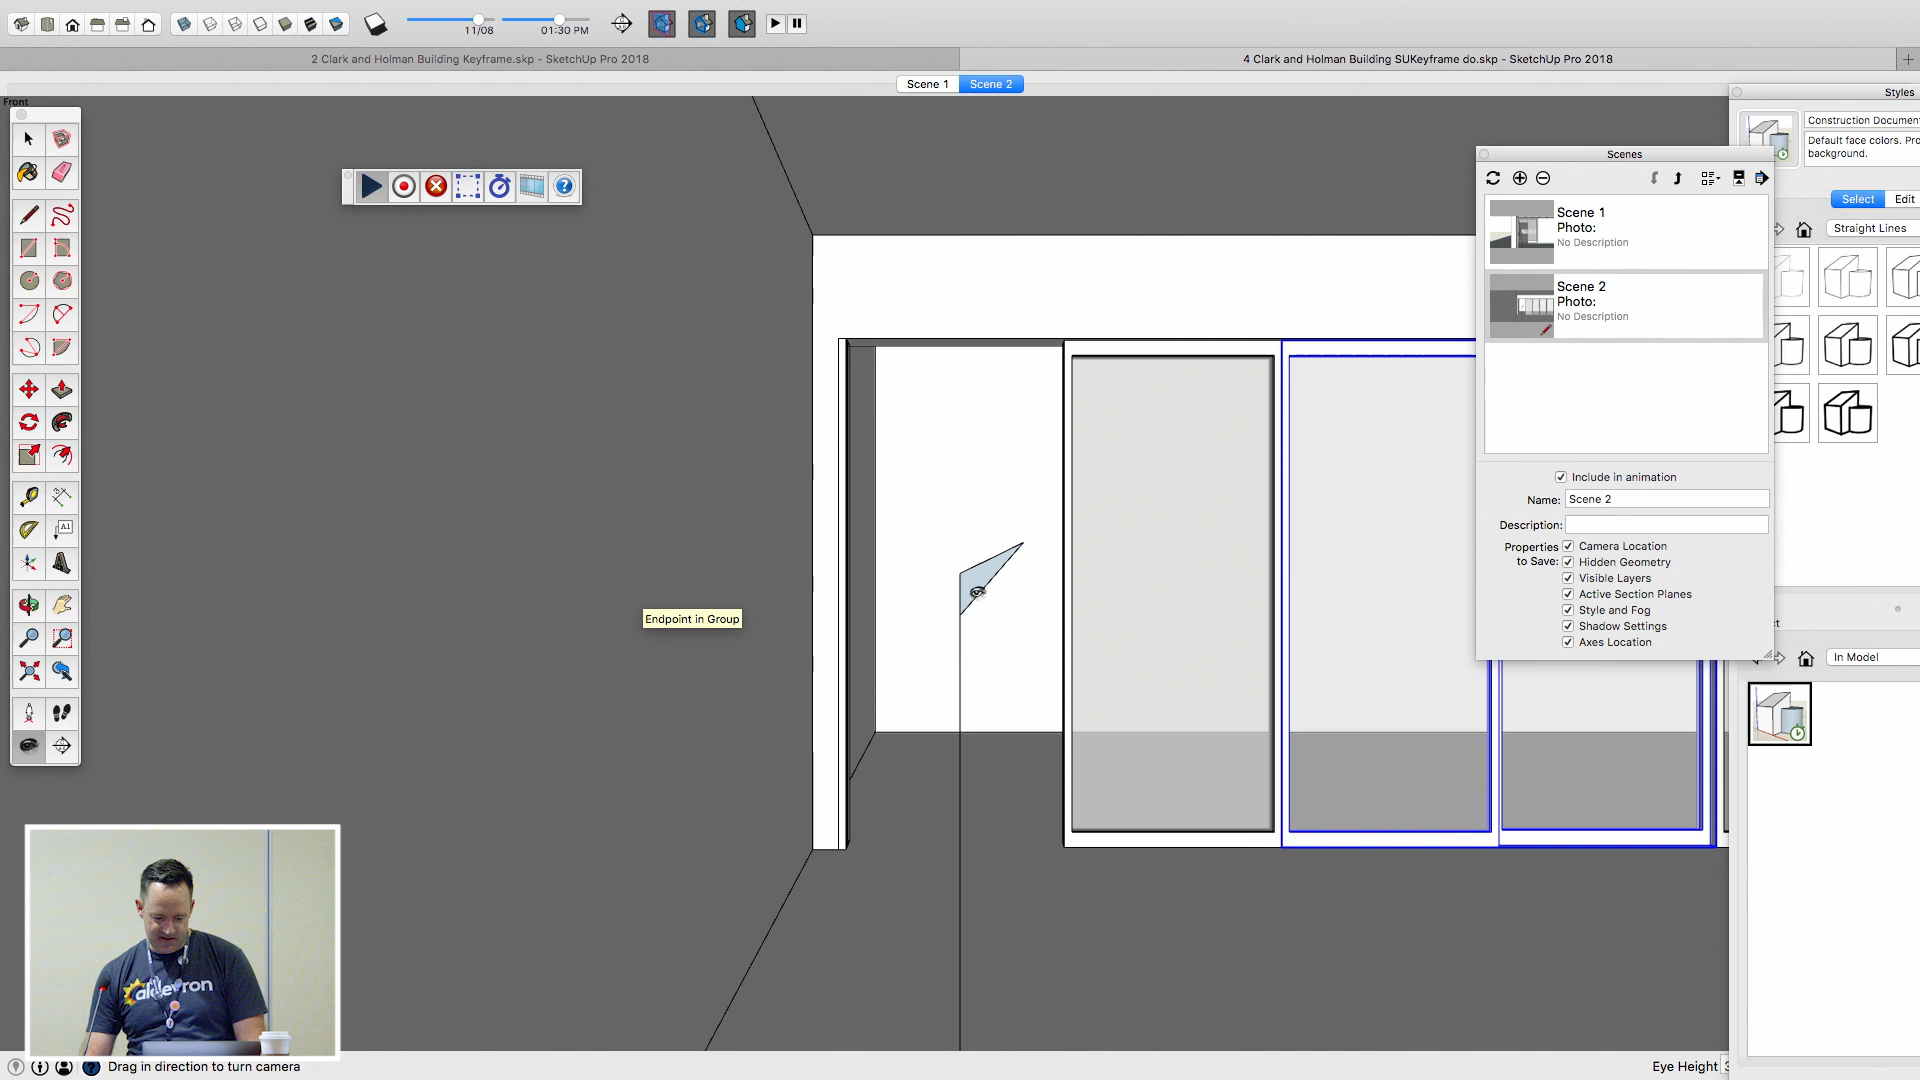 11/08
01:30 PM
2 Clark and Holman Building Keyframe.skp - SketchUp Pro 2018
4 Clark and Holman Building SUKeyframe do.skp - SketchUp Pro 2018
Scene 1
Scene 2
Front
Styles
Construction Document
Default face colors. Pro
background.
Select
Edit
Straight Lines
Scenes
Scene 1
Photo:
No Description
Scene 2
Photo:
No Description
Include in animation
Name: Scene 2
Description:
Properties
to Save:
Camera Location
Hidden Geometry
Visible Layers
Active Section Planes
Style and Fog
Shadow Settings
Axes Location
In Model
A1
Endpoint in Group
Drag in direction to turn camera
Eye Height